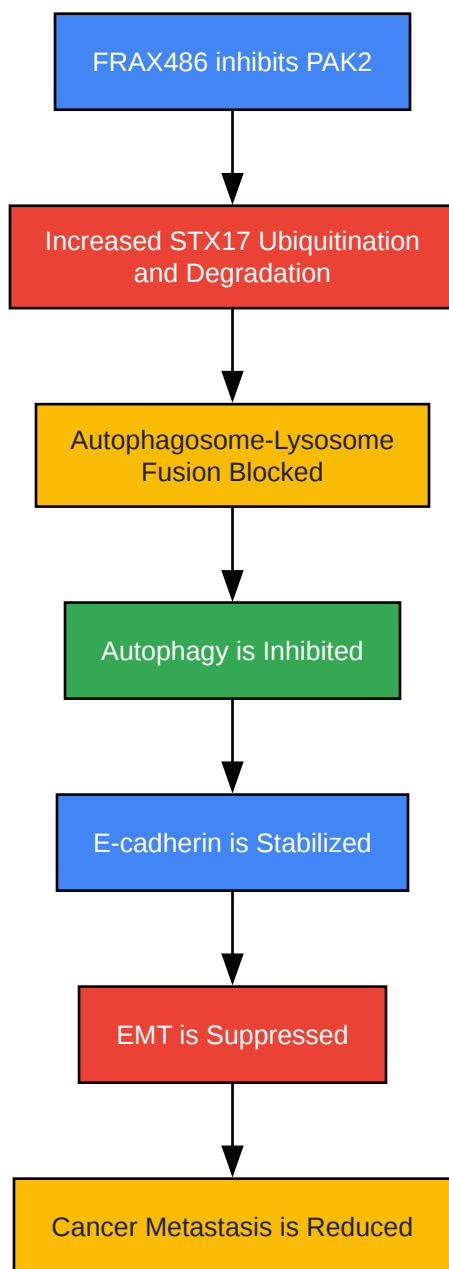 FRAX486 inhibits PAK2
Increased STX17 Ubiquitination
and Degradation
Autophagosome-Lysosome
Fusion Blocked
Autophagy is Inhibited
E-cadherin is Stabilized
EMT is Suppressed
Cancer Metastasis is Reduced